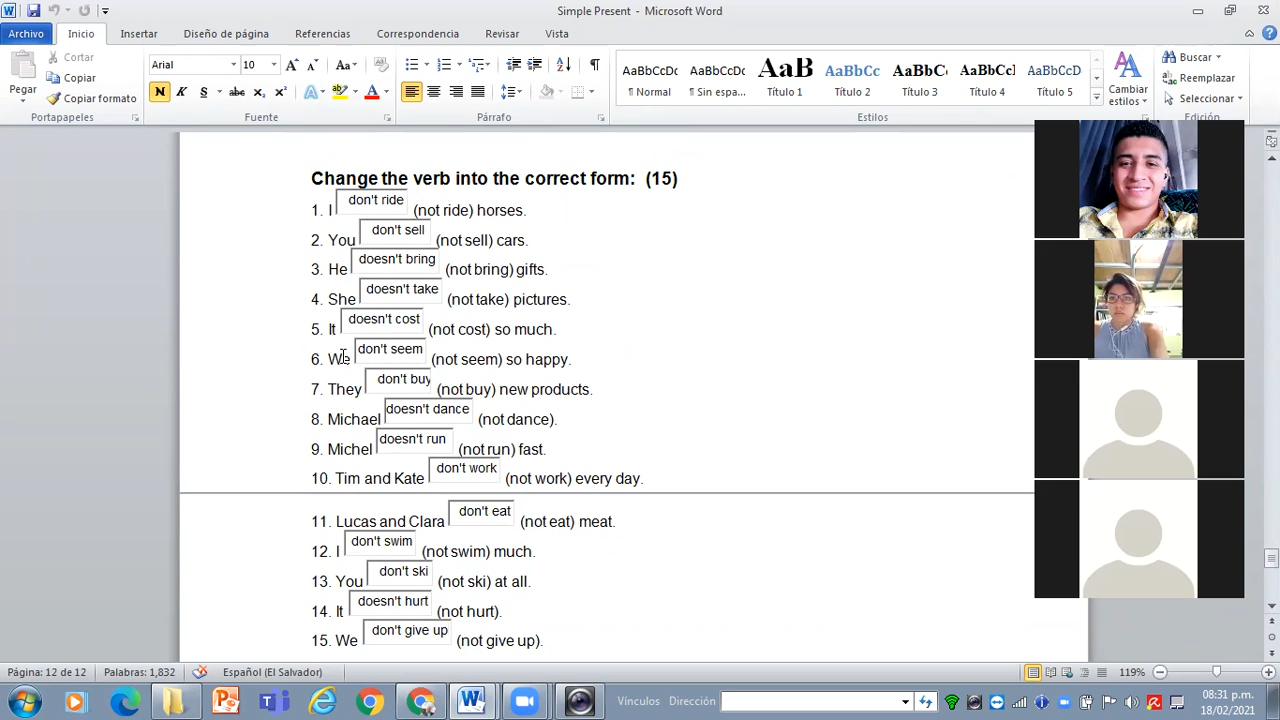 Simple Present - Microsoft Word
Archivo Inicio Insertar Diseño de página Referencias Correspondencia Revisar Vista
Cortar
Copiar
Copiar formato
Pegar
Portapapeles
Arial 10
Fuente
Párrafo
AaBbCcDc AaBbCcDc AaB AaBbCc AaBbC AaBbCc AaBbCcD
¶ Normal ¶ Sin espa... Título 1 Título 2 Título 3 Título 4 Título 5
Estilos
Cambiar estilos
Buscar
Reemplazar
Seleccionar
Edición
Change the verb into the correct form: (15)
1. I don't ride (not ride) horses.
2. You don't sell (not sell) cars.
3. He doesn't bring (not bring) gifts.
4. She doesn't take (not take) pictures.
5. It doesn't cost (not cost) so much.
6. We don't seem (not seem) so happy.
7. They don't buy (not buy) new products.
8. Michael doesn't dance (not dance).
9. Michel doesn't run (not run) fast.
10. Tim and Kate don't work (not work) every day.
11. Lucas and Clara don't eat (not eat) meat.
12. I don't swim (not swim) much.
13. You don't ski (not ski) at all.
14. It doesn't hurt (not hurt).
15. We don't give up (not give up).
Página: 12 de 12 Palabras: 1,832 Español (El Salvador) 119%
Vínculos Dirección 08:31 p.m.
18/02/2021